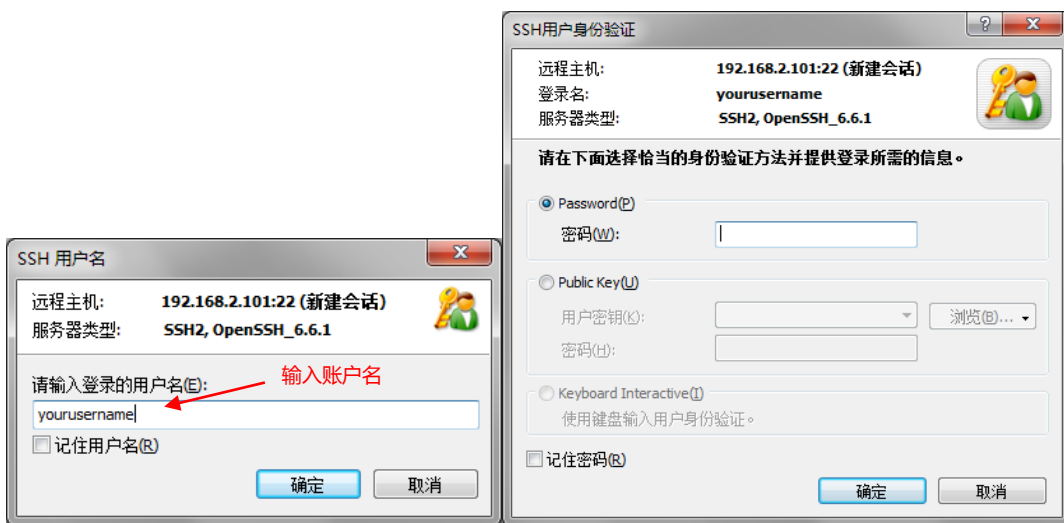 SSH 用户名
远程主机: 192.168.2.101:22 (新建会话)
服务器类型: SSH2, OpenSSH_6.6.1
请输入登录的用户名(E):
输入账户名
yourusername
记住用户名(R)
确定 取消
SSH用户身份验证
远程主机: 192.168.2.101:22 (新建会话)
登录名: yourusername
服务器类型: SSH2, OpenSSH_6.6.1
请在下面选择恰当的身份验证方法并提供登录所需的信息。
Password(P)
密码(W):
Public Key(U)
用户密钥(K): 浏览(B)...
密码(H):
Keyboard Interactive(I)
使用键盘输入用户身份验证。
记住密码(R)
确定 取消